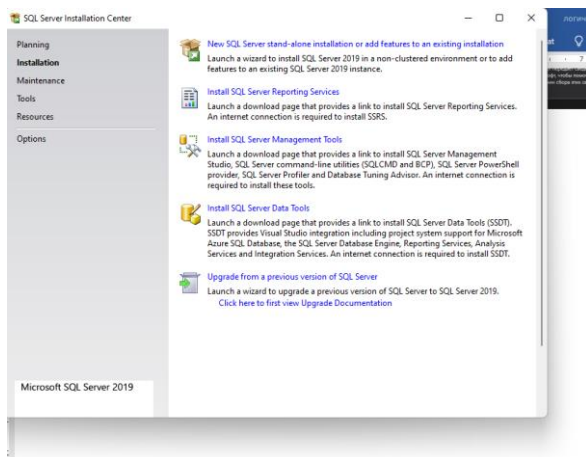 SQL Server Installation Center
Planning
Installation
Maintenance
Tools
Resources
Options
New SQL Server stand-alone installation or add features to an existing installation
Launch a wizard to install SQL Server 2019 in a non-clustered environment or to add
features to an existing SQL Server 2019 instance.
Install SQL Server Reporting Services
Launch a download page that provides a link to install SQL Server Reporting Services.
An internet connection is required to install SSRS.
Install SQL Server Management Tools
Launch a download page that provides a link to install SQL Server Management
Studio, SQL Server command-line utilities (SQLCMD and BCP), SQL Server PowerShell
provider, SQL Server Profiler and Database Tuning Advisor. An internet connection is
required to install these tools.
Install SQL Server Data Tools
Launch a download page that provides a link to install SQL Server Data Tools (SSDT).
SSDT provides Visual Studio integration including project system support for Microsoft
Azure SQL Database, the SQL Server Database Engine, Reporting Services, Analysis
Services and Integration Services. An internet connection is required to install SSDT.
Upgrade from a previous version of SQL Server
Launch a wizard to upgrade a previous version of SQL Server to SQL Server 2019.
Click here to first view Upgrade Documentation
Microsoft SQL Server 2019
логич
7